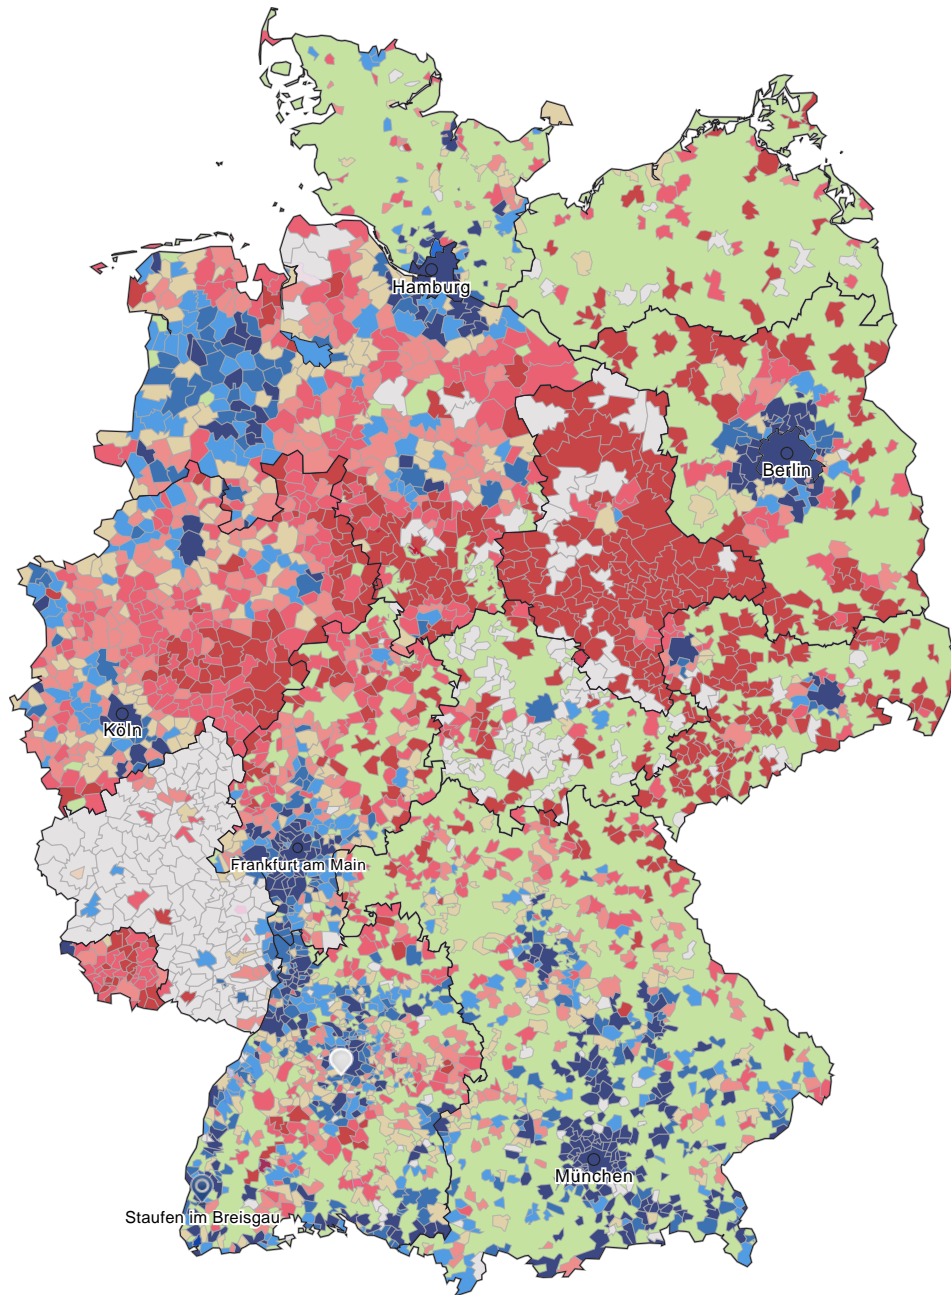 Hamburg
Berlin
Köln
Frankfurt am Main
München
Staufen im Breisgau